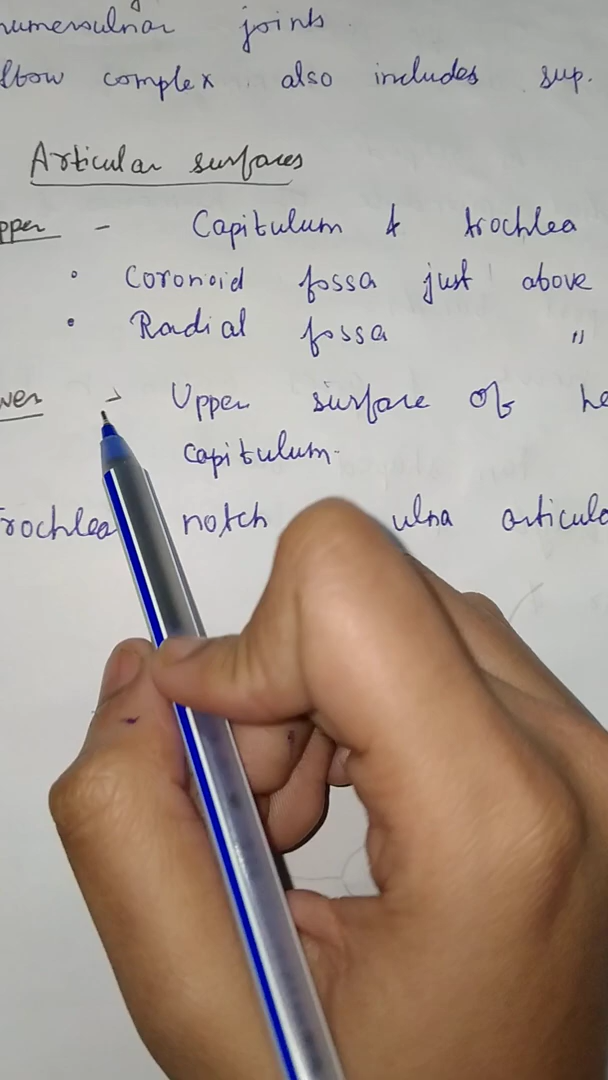 humeroulnar joints
elbow complex also includes sup.
Articular surfaces
upper - Capitulum & trochlea
• Coronoid fossa just above
• Radial fossa "
lower -> Upper surface of he
capitulum.
Trochlea notch ulna articula